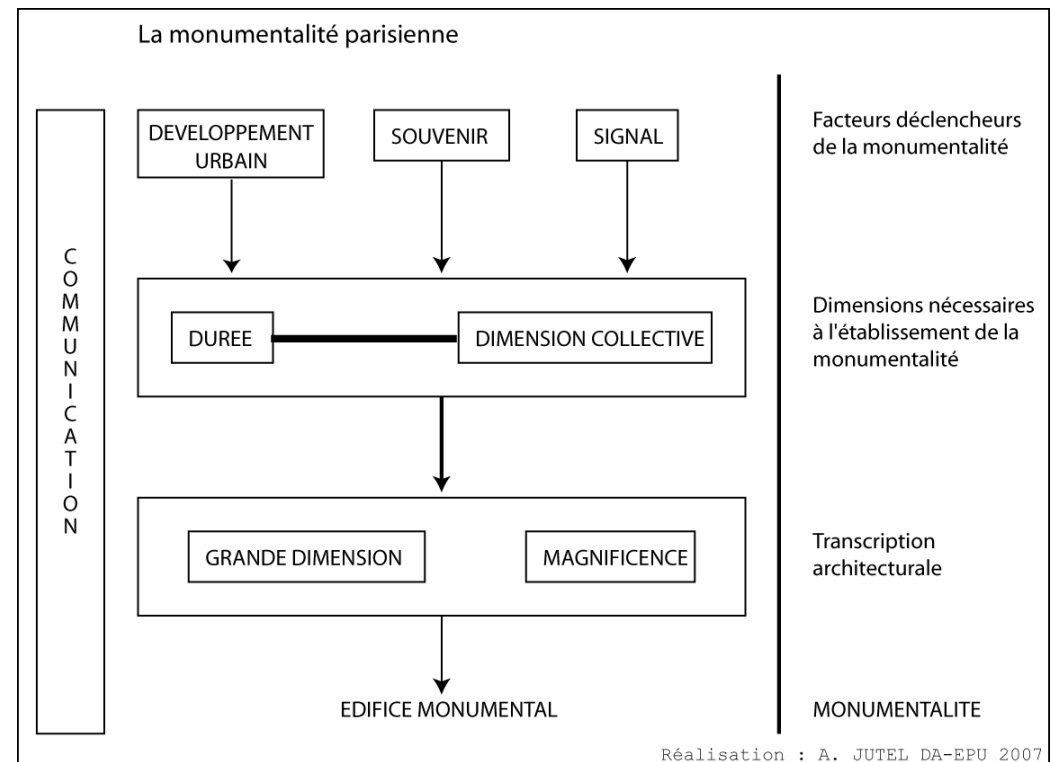 La monumentalité parisienne
COMMUNICATION
DEVELOPPEMENT
URBAIN
SOUVENIR
SIGNAL
Facteurs déclencheurs
de la monumentalité
DUREE
DIMENSION COLLECTIVE
Dimensions nécessaires
à l'établissement de la
monumentalité
GRANDE DIMENSION
MAGNIFICENCE
Transcription
architecturale
EDIFICE MONUMENTAL
MONUMENTALITE
Réalisation : A. JUTEL DA-EPU 2007